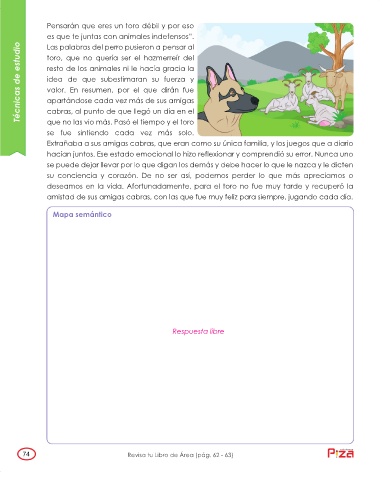 Técnicas de estudio
Pensarán que eres un toro débil y por eso
es que te juntas con animales indefensos”.
Las palabras del perro pusieron a pensar al
toro, que no quería ser el hazmerreír del
resto de los animales ni le hacía gracia la
idea de que subestimaran su fuerza y
valor. En resumen, por el que dirán fue
apartándose cada vez más de sus amigas
cabras, al punto de que llegó un día en el
que no las vio más. Pasó el tiempo y el toro
se fue sintiendo cada vez más solo.
Extrañaba a sus amigas cabras, que eran como su única familia, y los juegos que a diario
hacían juntos. Ese estado emocional lo hizo reflexionar y comprendió su error. Nunca uno
se puede dejar llevar por lo que digan los demás y debe hacer lo que le nazca y le dicten
su conciencia y corazón. De no ser así, podemos perder lo que más apreciamos o
deseamos en la vida. Afortunadamente, para el toro no fue muy tarde y recuperó la
amistad de sus amigas cabras, con las que fue muy feliz para siempre, jugando cada día.
Mapa semántico
Respuesta libre
74
Revisa tu Libro de Área (pág. 62 - 63)
Piza